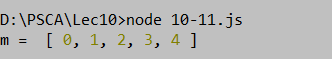 D:\PSCA\Lec10>node 10-11.js
m =  [ 0, 1, 2, 3, 4 ]